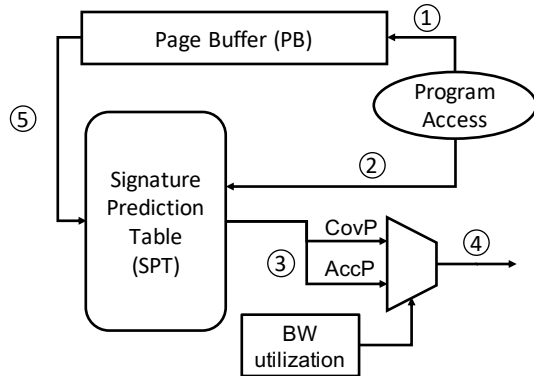 ①
Page Buffer (PB)
Program
Access
⑤
②
Signature
Prediction
Table
(SPT)
CovP
③
AccP
④
BW
utilization